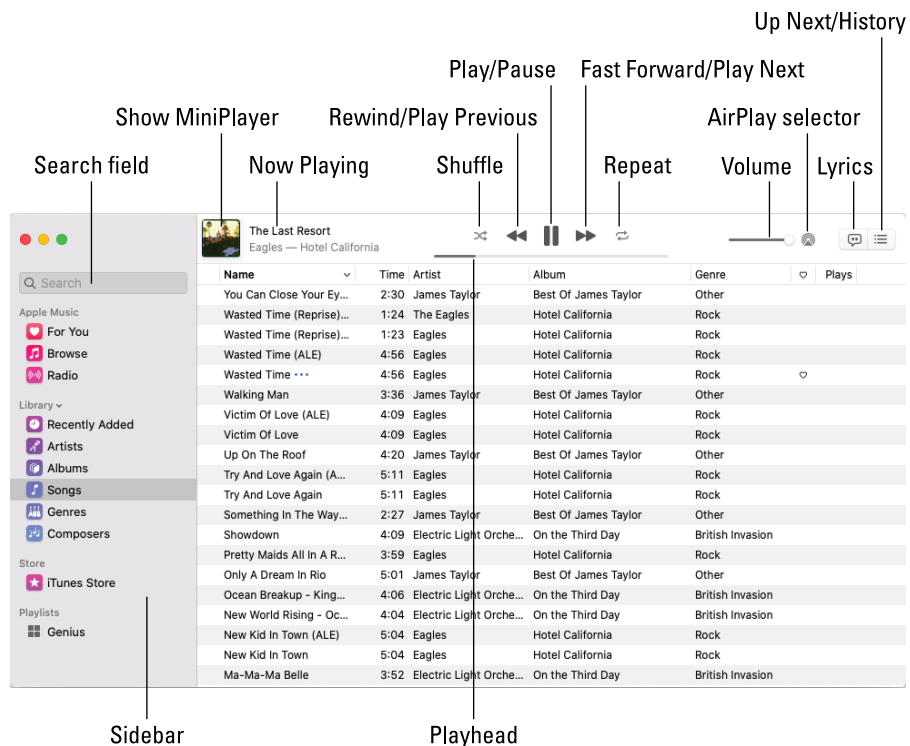 Up Next/History
Play/Pause Fast Forward/Play Next
Show MiniPlayer Rewind/Play Previous AirPlay selector
Search field Now Playing Shuffle Repeat Volume Lyrics
The Last Resort
Eagles — Hotel California
Search
Apple Music
For You
Browse
Radio
Library
Recently Added
Artists
Albums
Songs
Genres
Composers
Store
iTunes Store
Playlists
Genius
Name Time Artist Album Genre Plays
You Can Close Your Ey... 2:30 James Taylor Best Of James Taylor Other
Wasted Time (Reprise)... 1:24 The Eagles Hotel California Rock
Wasted Time (Reprise)... 1:23 Eagles Hotel California Rock
Wasted Time (ALE) 4:56 Eagles Hotel California Rock
Wasted Time ••• 4:56 Eagles Hotel California Rock
Walking Man 3:36 James Taylor Best Of James Taylor Other
Victim Of Love (ALE) 4:09 Eagles Hotel California Rock
Victim Of Love 4:09 Eagles Hotel California Rock
Up On The Roof 4:20 James Taylor Best Of James Taylor Other
Try And Love Again (A... 5:11 Eagles Hotel California Rock
Try And Love Again 5:11 Eagles Hotel California Rock
Something In The Way... 2:27 James Taylor Best Of James Taylor Other
Showdown 4:09 Electric Light Orche... On the Third Day British Invasion
Pretty Maids All In A R... 3:59 Eagles Hotel California Rock
Only A Dream In Rio 5:01 James Taylor Best Of James Taylor Other
Ocean Breakup - King... 4:06 Electric Light Orche... On the Third Day British Invasion
New World Rising - Oc... 4:04 Electric Light Orche... On the Third Day British Invasion
New Kid In Town (ALE) 5:04 Eagles Hotel California Rock
New Kid In Town 5:04 Eagles Hotel California Rock
Ma-Ma-Ma Belle 3:52 Electric Light Orche... On the Third Day British Invasion
Sidebar Playhead